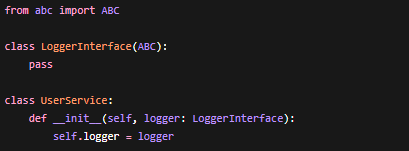 from abc import ABC
class LoggerInterface(ABC):
    pass
class UserService:
    def __init__(self, logger: LoggerInterface):
        self.logger = logger